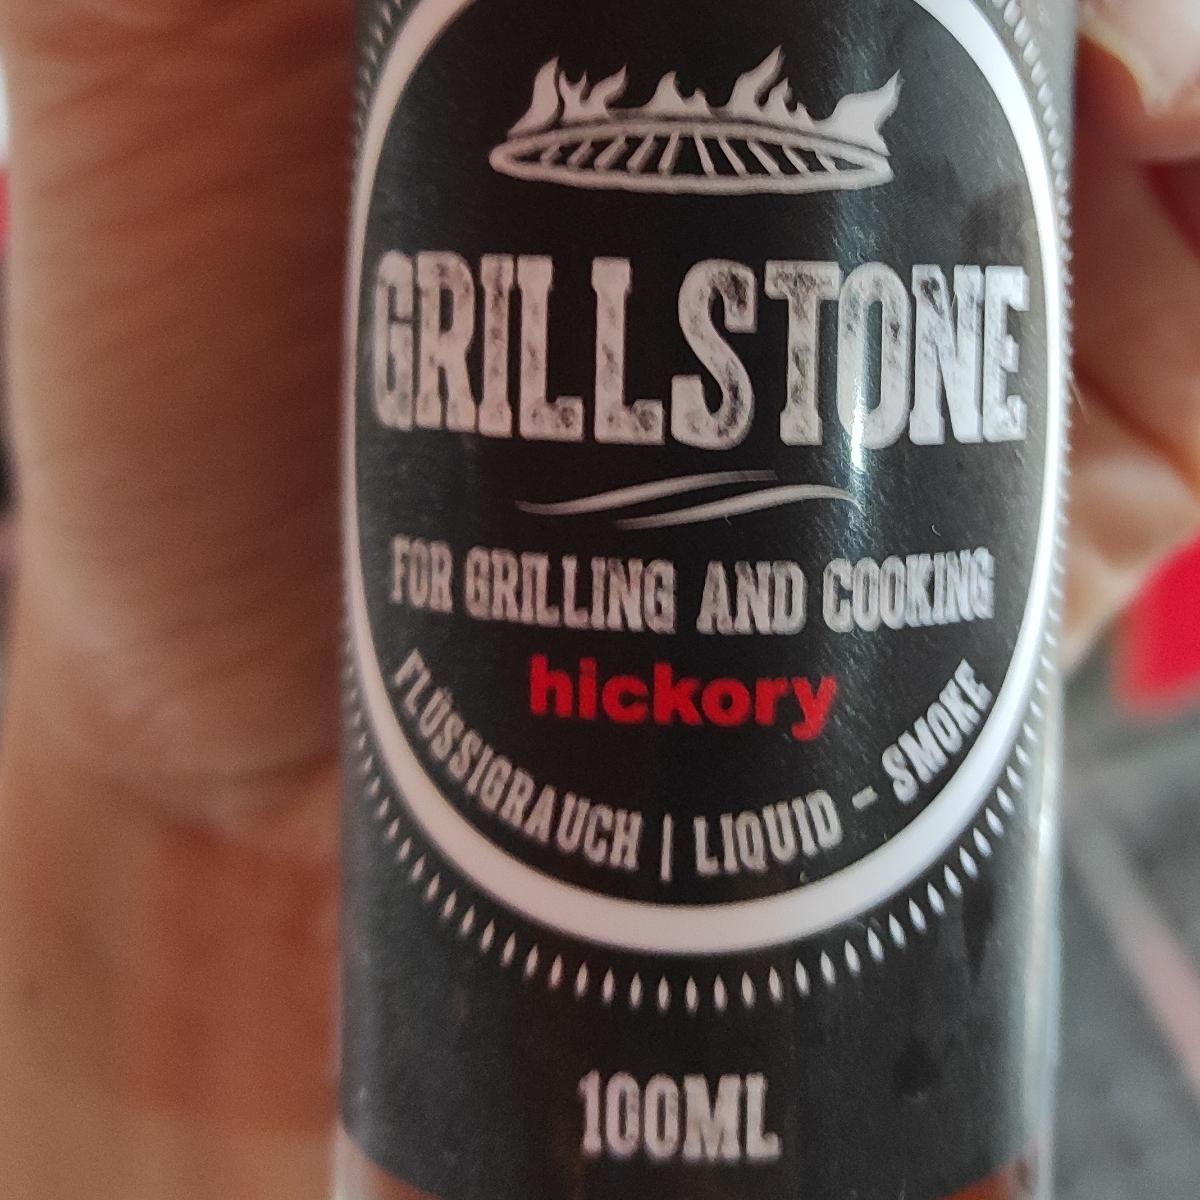 GRILLSTONE
FOR GRILLING AND COOKING
hickory
FLÜSSIGRAUCH | LIQUID - SMOKE
100ML